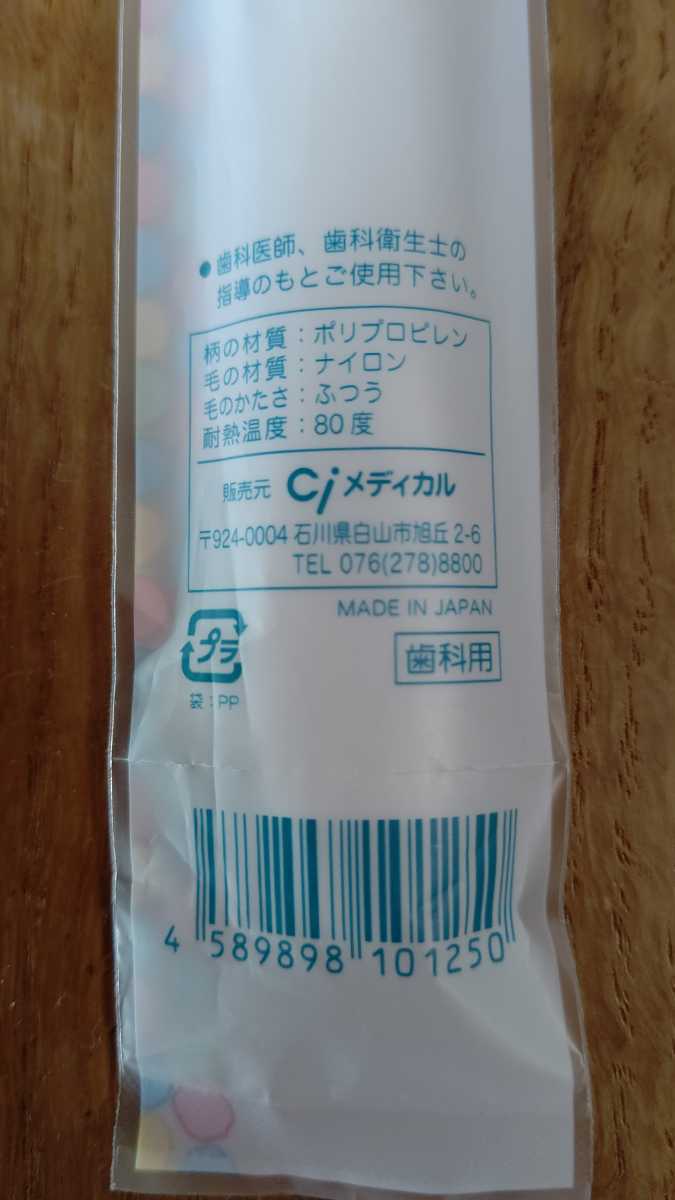 ●歯科医師、歯科衛生士の
指導のもとご使用下さい。
柄の材質：ポリプロピレン
毛の材質：ナイロン
毛のかたさ：ふつう
耐熱温度：80度
販売元 Ci メディカル
〒924-0004 石川県白山市旭丘 2-6
TEL 076(278)8800
MADE IN JAPAN
プラ
歯科用
袋：PP
4 589898 101250